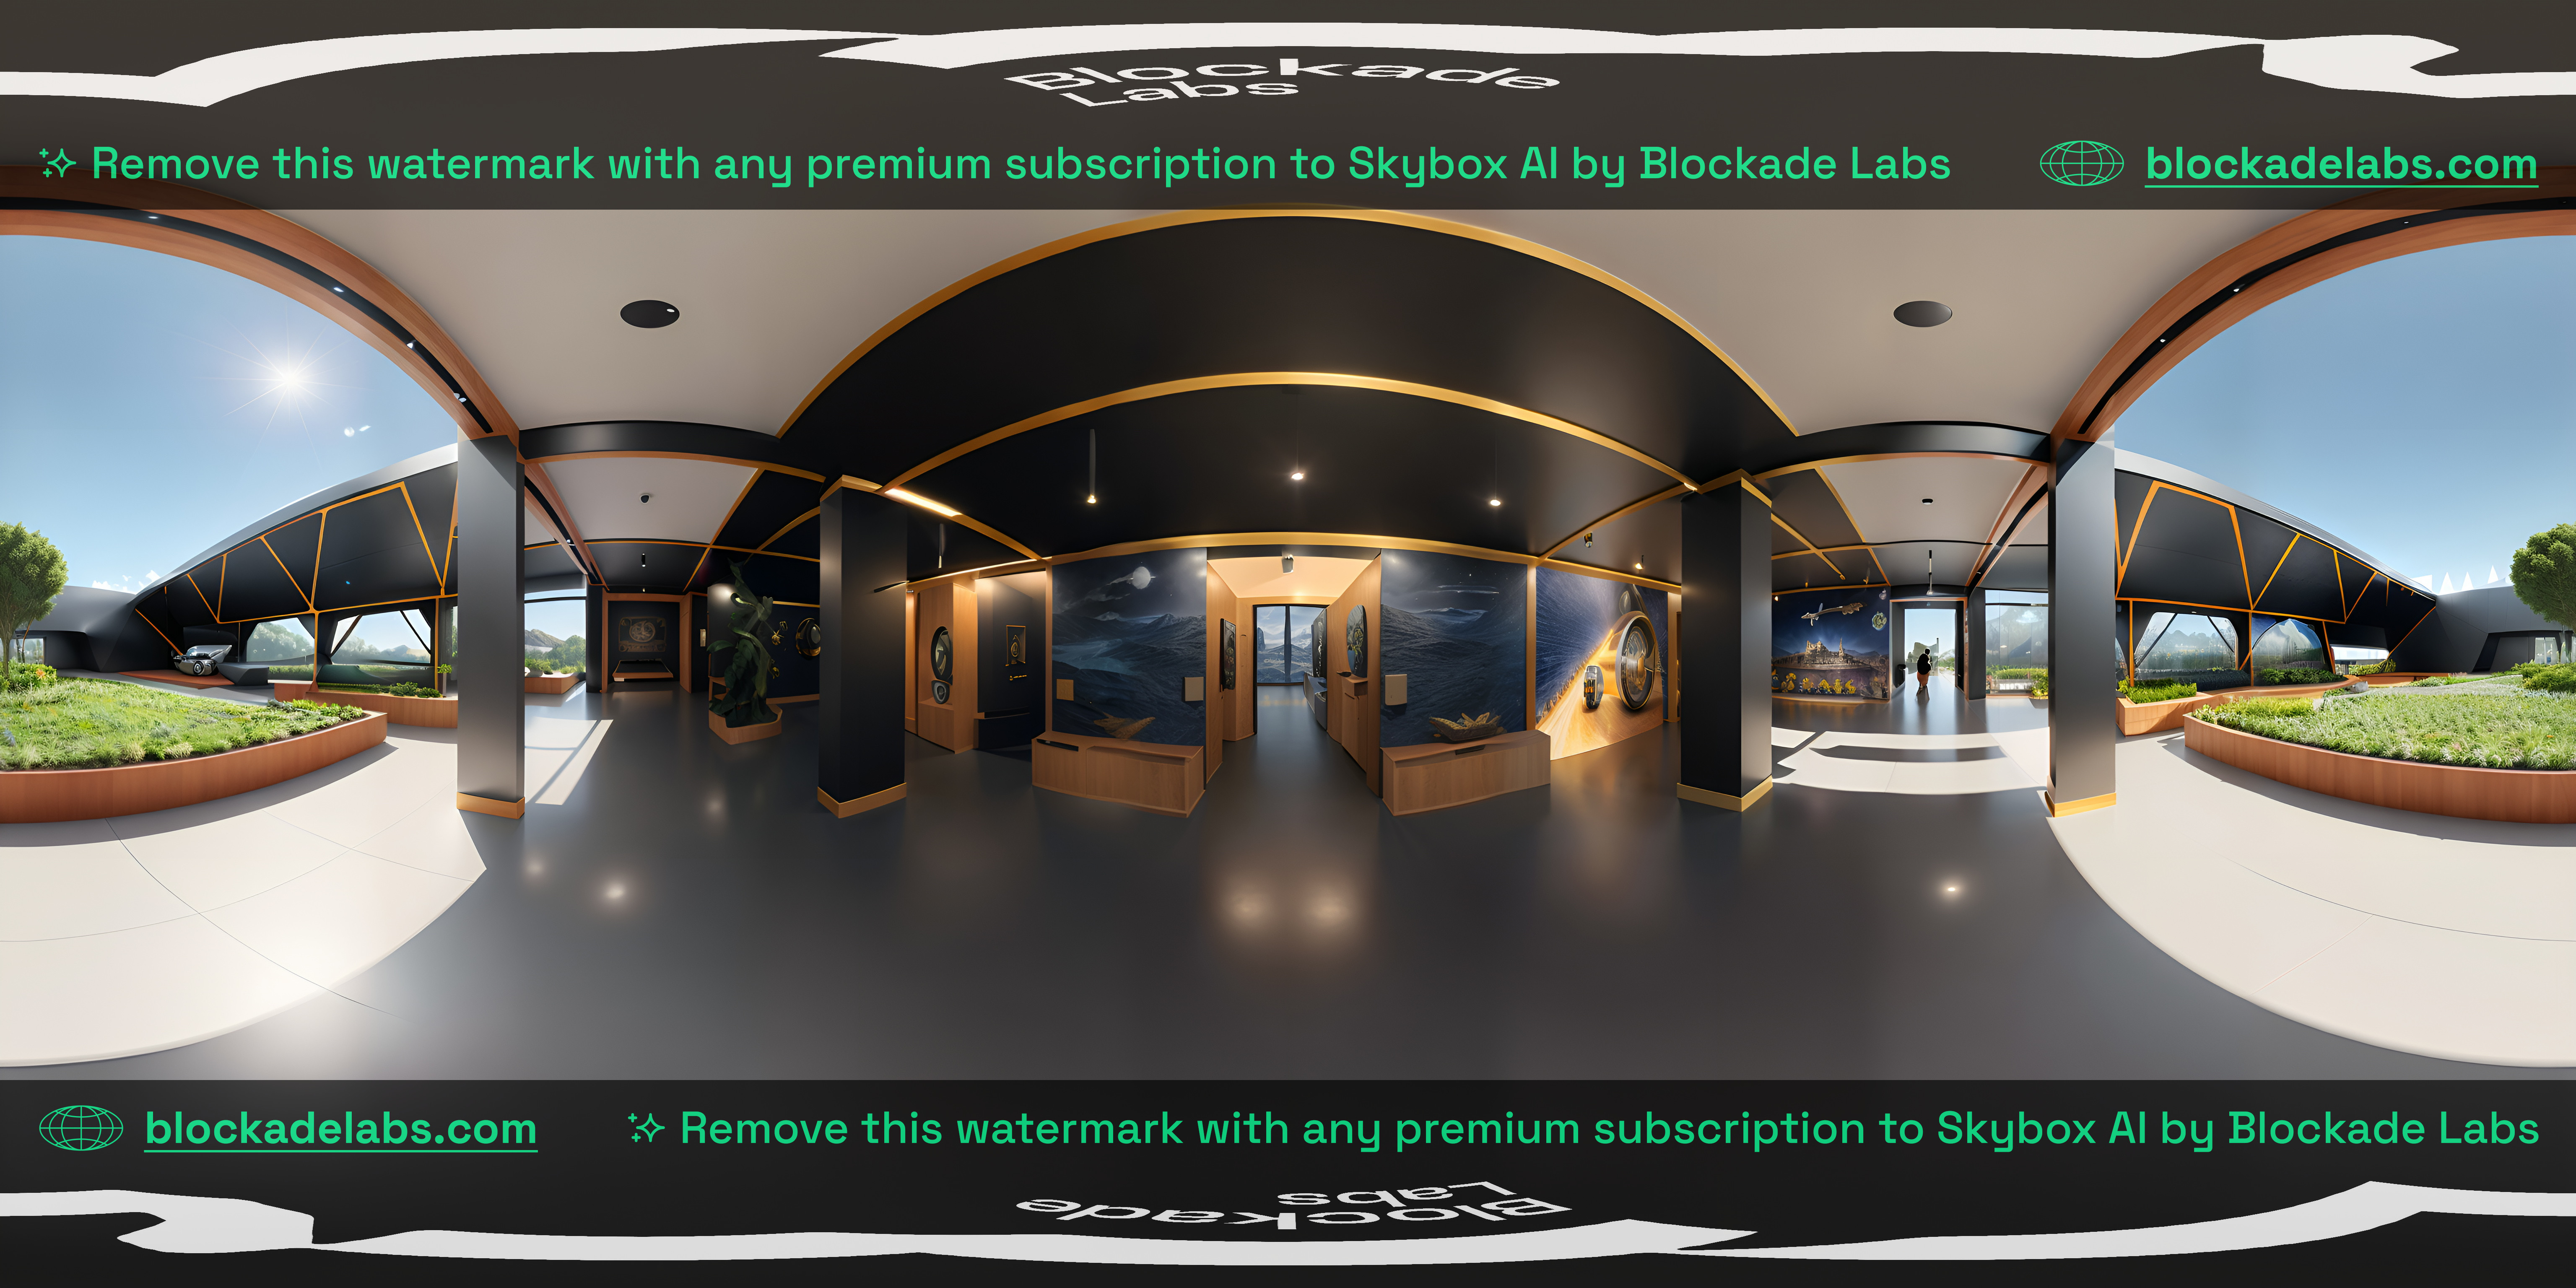 Blockade
Labs
Remove this watermark with any premium subscription to Skybox AI by Blockade Labs
blockadelabs.com
blockadelabs.com
Remove this watermark with any premium subscription to Skybox AI by Blockade Labs
Labs
Blockade